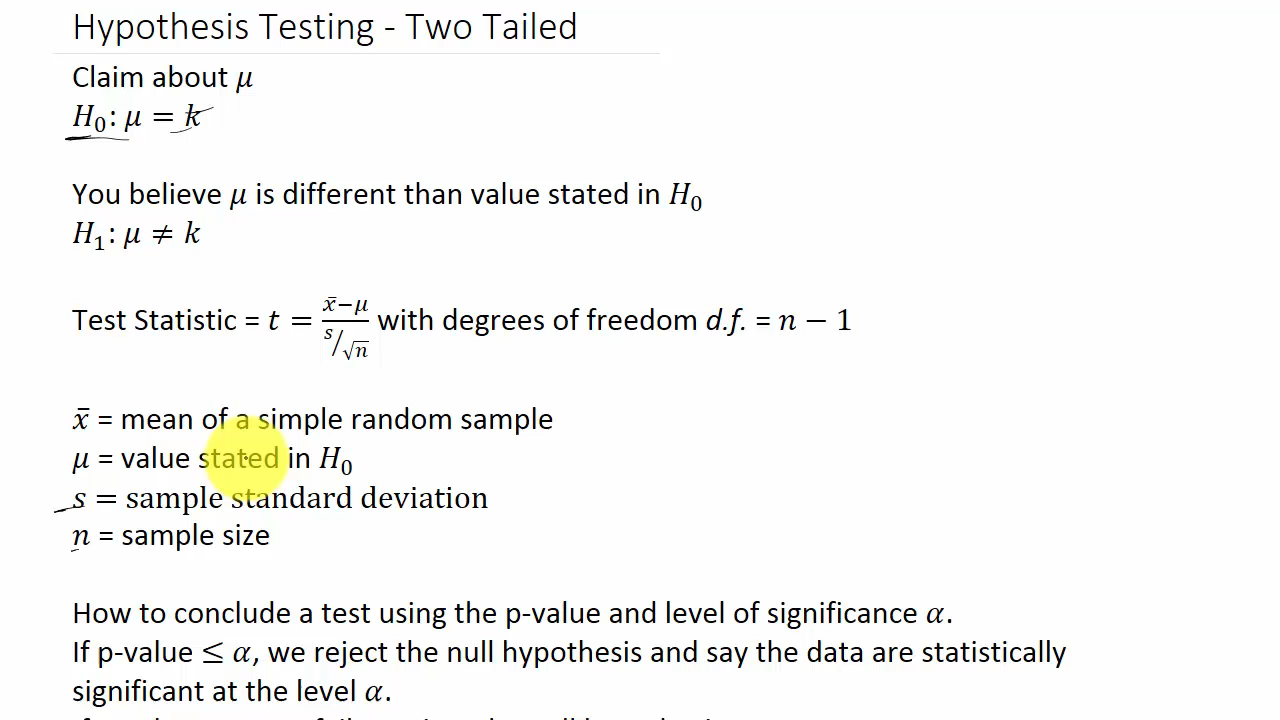 Hypothesis Testing - Two Tailed
Claim about μ
H₀: μ = k
You believe μ is different than value stated in H₀
H₁: μ ≠ k
Test Statistic = t = (x̄−μ)/(s/√n) with degrees of freedom d.f. = n − 1
x̄ = mean of a simple random sample
μ = value stated in H₀
s = sample standard deviation
n = sample size
How to conclude a test using the p-value and level of significance α.
If p-value ≤ α, we reject the null hypothesis and say the data are statistically
significant at the level α.